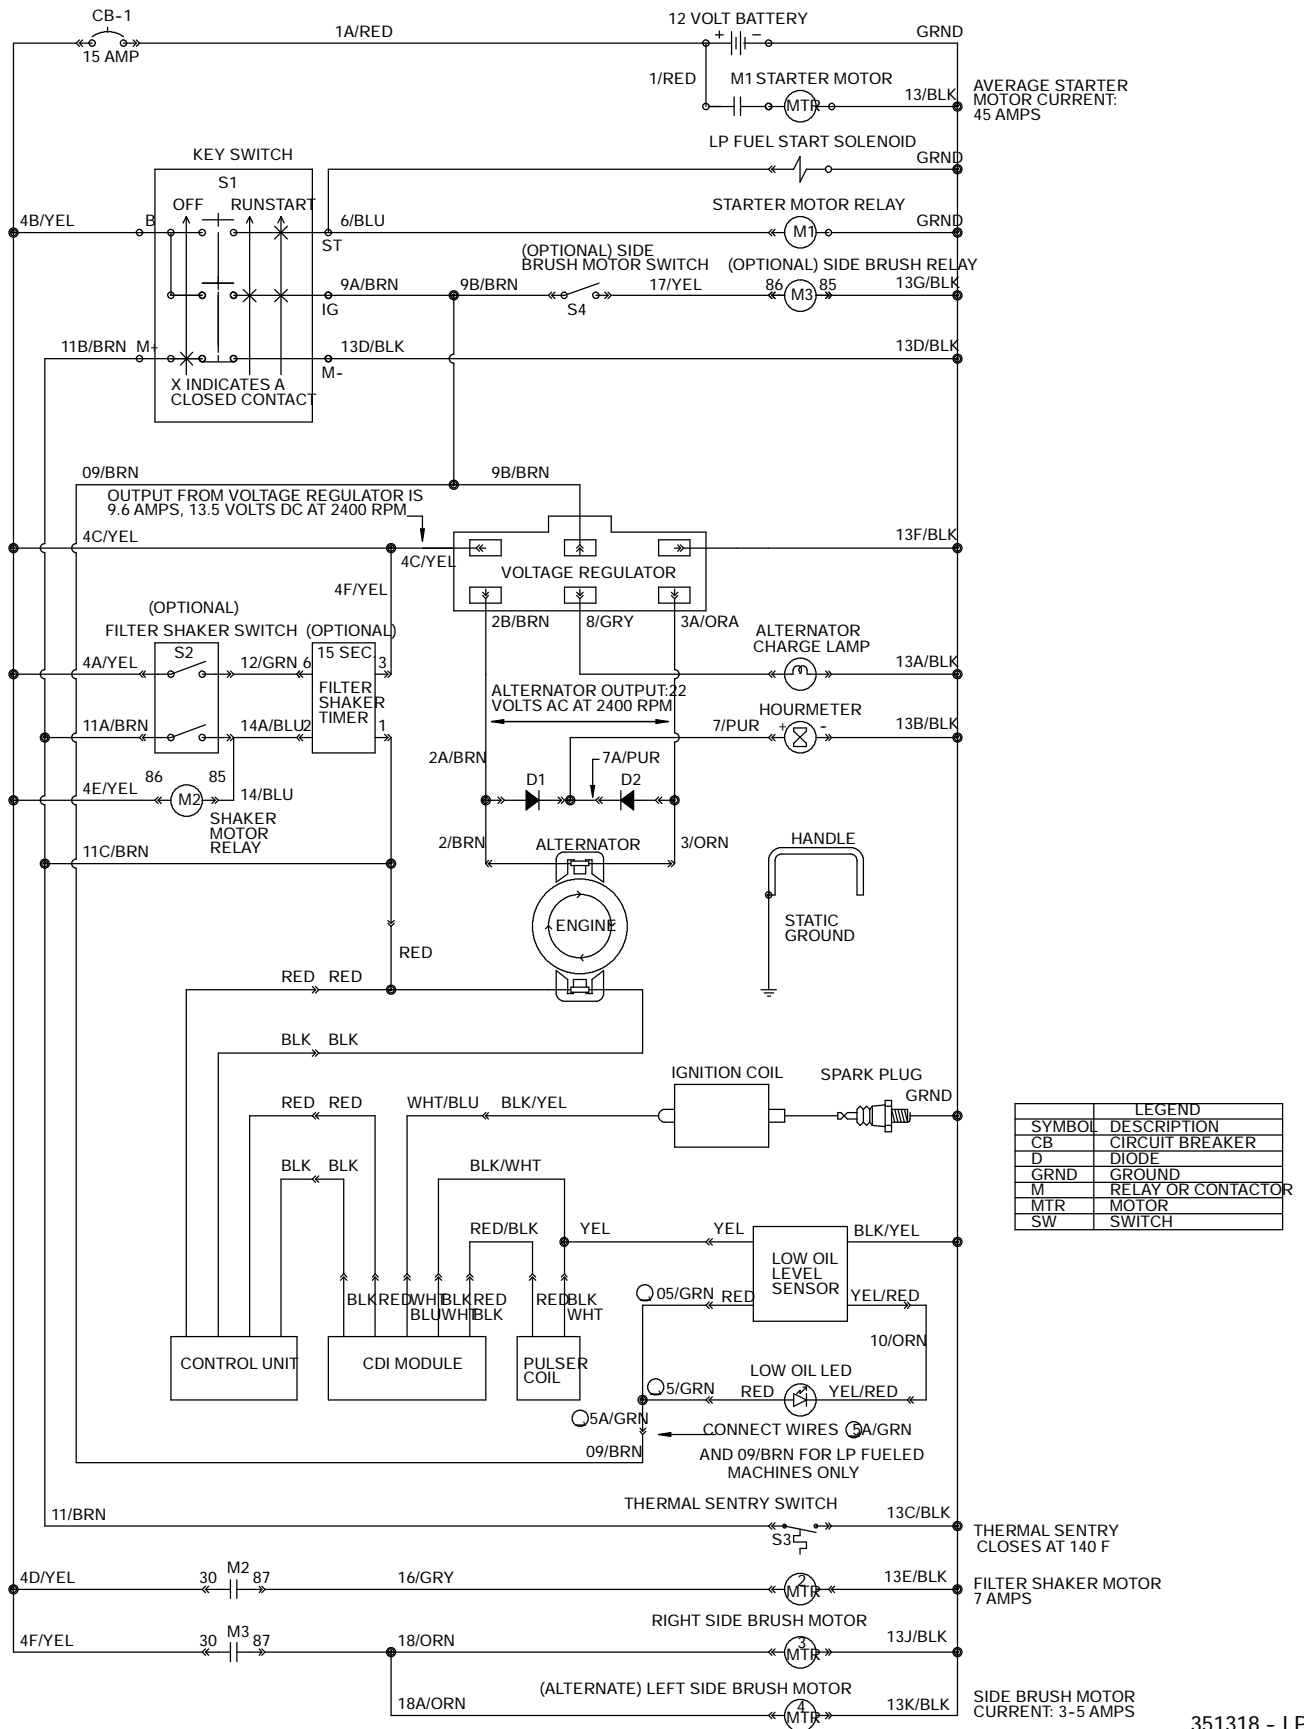 CB-1
15 AMP
1A/RED
12 VOLT BATTERY
+ -
GRND
1/RED
M1 STARTER MOTOR
MTR
13/BLK
AVERAGE STARTER
MOTOR CURRENT:
45 AMPS
LP FUEL START SOLENOID
GRND
KEY SWITCH
S1
OFF RUN START
4B/YEL B 6/BLU
ST
STARTER MOTOR RELAY
M1
GRND
(OPTIONAL) SIDE
BRUSH MOTOR SWITCH
(OPTIONAL) SIDE BRUSH RELAY
9A/BRN 9B/BRN 17/YEL 86 M3 85 13G/BLK
IG
S4
11B/BRN M+ 13D/BLK 13D/BLK
M-
X INDICATES A
CLOSED CONTACT
09/BRN 9B/BRN
OUTPUT FROM VOLTAGE REGULATOR IS
9.6 AMPS, 13.5 VOLTS DC AT 2400 RPM
4C/YEL 13F/BLK
4C/YEL
VOLTAGE REGULATOR
4F/YEL
2B/BRN 8/GRY 3A/ORA
(OPTIONAL)
FILTER SHAKER SWITCH (OPTIONAL)
ALTERNATOR
CHARGE LAMP
S2 15 SEC.
4A/YEL 12/GRN 6 3 13A/BLK
FILTER
SHAKER
TIMER
ALTERNATOR OUTPUT:22
VOLTS AC AT 2400 RPM
HOURMETER
11A/BRN 14A/BLU 2 1 7/PUR + - 13B/BLK
2A/BRN 7A/PUR
D1 D2
4E/YEL 86 M2 85 14/BLU
SHAKER
MOTOR
RELAY
2/BRN ALTERNATOR 3/ORN
HANDLE
11C/BRN
ENGINE
STATIC
GROUND
RED
RED RED
BLK BLK
IGNITION COIL
SPARK PLUG
GRND
RED RED WHT/BLU BLK/YEL
BLK BLK BLK/WHT
RED/BLK YEL YEL BLK/YEL
LOW OIL
LEVEL
SENSOR
05/GRN RED YEL/RED
BLK RED WHT BLK RED RED BLK
BLU WHT BLK WHT
10/ORN
CONTROL UNIT
CDI MODULE
PULSER
COIL
LOW OIL LED
5/GRN RED YEL/RED
5A/GRN
CONNECT WIRES 5A/GRN
AND 09/BRN FOR LP FUELED
MACHINES ONLY
09/BRN
LEGEND
SYMBOL DESCRIPTION
CB CIRCUIT BREAKER
D DIODE
GRND GROUND
M RELAY OR CONTACTOR
MTR MOTOR
SW SWITCH
11/BRN
THERMAL SENTRY SWITCH
S3
13C/BLK
THERMAL SENTRY
CLOSES AT 140 F
4D/YEL 30 M2 87 16/GRY 2 MTR 13E/BLK
FILTER SHAKER MOTOR
7 AMPS
RIGHT SIDE BRUSH MOTOR
4F/YEL 30 M3 87 18/ORN 3 MTR 13J/BLK
(ALTERNATE) LEFT SIDE BRUSH MOTOR
18A/ORN 4 MTR 13K/BLK
SIDE BRUSH MOTOR
CURRENT: 3-5 AMPS
351318 - LP